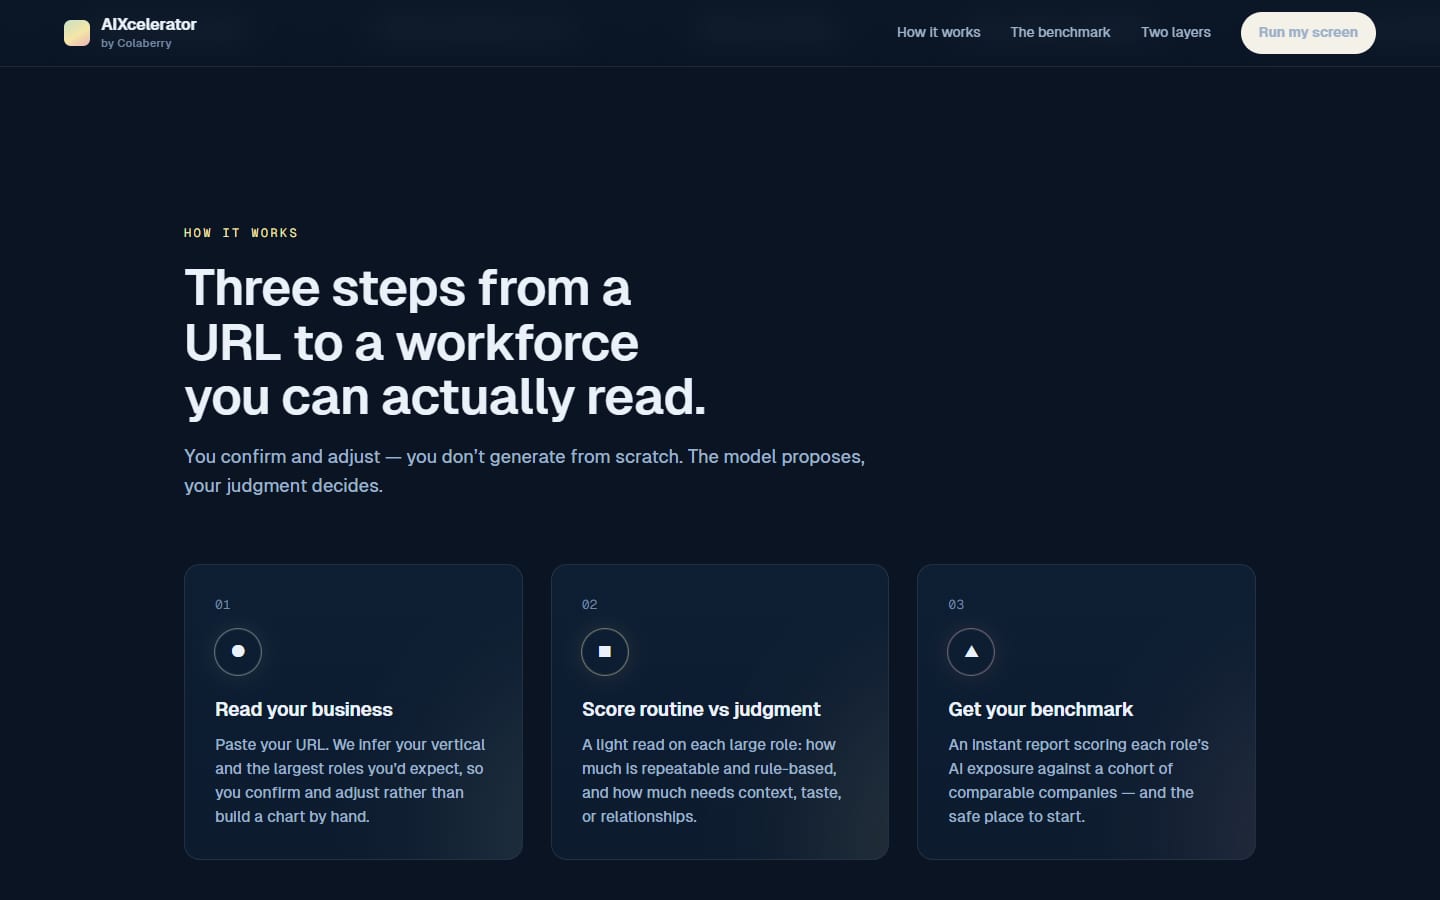 AIXcelerator
by Colaberry
How it works
The benchmark
Two layers
Run my screen
HOW IT WORKS
Three steps from a
URL to a workforce
you can actually read.
You confirm and adjust — you don’t generate from scratch. The model proposes,
your judgment decides.
01
Read your business
Paste your URL. We infer your vertical
and the largest roles you’d expect, so
you confirm and adjust rather than
build a chart by hand.
02
Score routine vs judgment
A light read on each large role: how
much is repeatable and rule-based,
and how much needs context, taste,
or relationships.
03
Get your benchmark
An instant report scoring each role’s
AI exposure against a cohort of
comparable companies — and the
safe place to start.